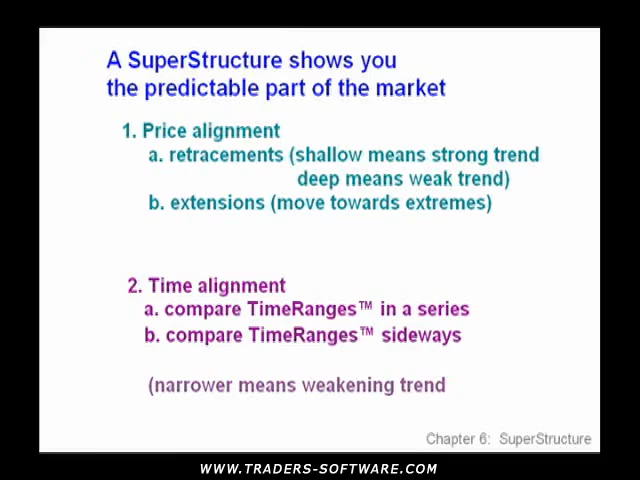 A SuperStructure shows you
the predictable part of the market
1. Price alignment
a. retracements (shallow means strong trend
deep means weak trend)
b. extensions (move towards extremes)
2. Time alignment
a. compare TimeRanges™ in a series
b. compare TimeRanges™ sideways
(narrower means weakening trend
Chapter 6: SuperStructure
WWW.TRADERS-SOFTWARE.COM